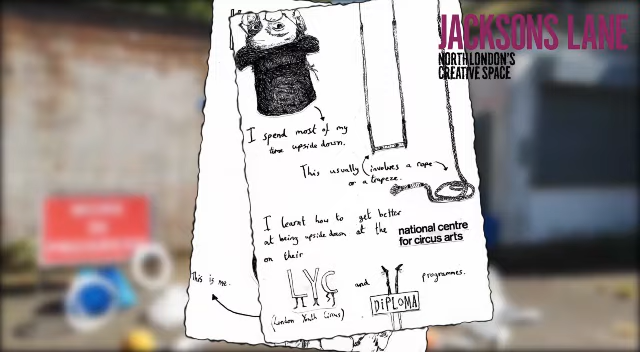 JACKSONS LANE
NORTH LONDON'S
CREATIVE SPACE
I spend most of my
time upside down.
This usually (involves a rope
or a trapeze.
I learnt how to get better
at being upside down at the national centre
for circus arts
on their
LYC and DiPLOMA programmes.
(London Youth Circus)
This is me.